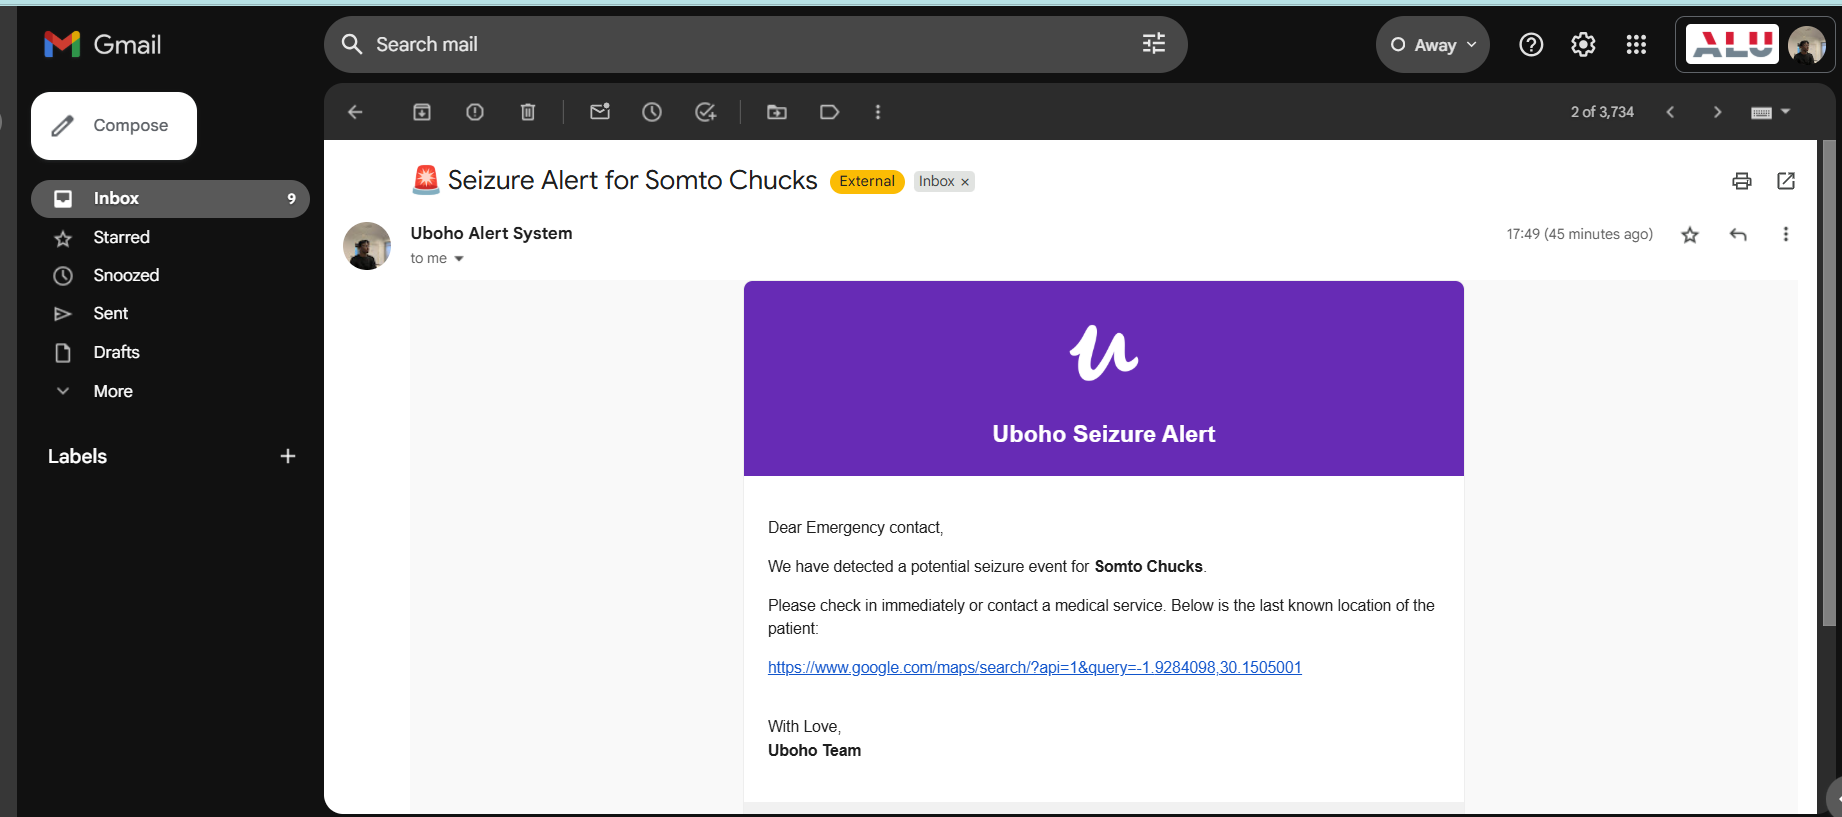 Gmail
Search mail
Away
ALU
Compose
2 of 3,734
Inbox 9
Starred
Snoozed
Sent
Drafts
More
Labels
🚨 Seizure Alert for Somto Chucks External Inbox ×
Uboho Alert System
17:49 (45 minutes ago)
to me
u
Uboho Seizure Alert
Dear Emergency contact,
We have detected a potential seizure event for Somto Chucks.
Please check in immediately or contact a medical service. Below is the last known location of the
patient:
https://www.google.com/maps/search/?api=1&query=-1.9284098,30.1505001
With Love,
Uboho Team